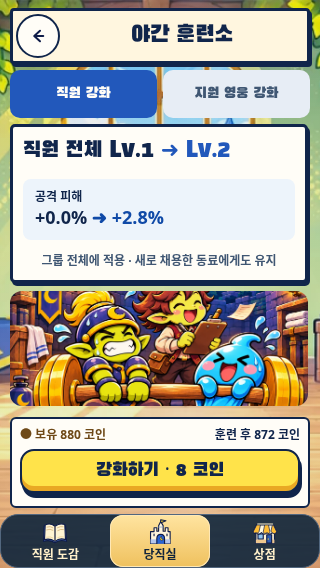 야간 훈련소
직원 강화
지원 영웅 강화
직원 전체 Lv.1 → Lv.2
공격 피해
+0.0% → +2.8%
그룹 전체에 적용 · 새로 채용한 동료에게도 유지
보유 880 코인
훈련 후 872 코인
강화하기 · 8 코인
직원 도감
당직실
상점